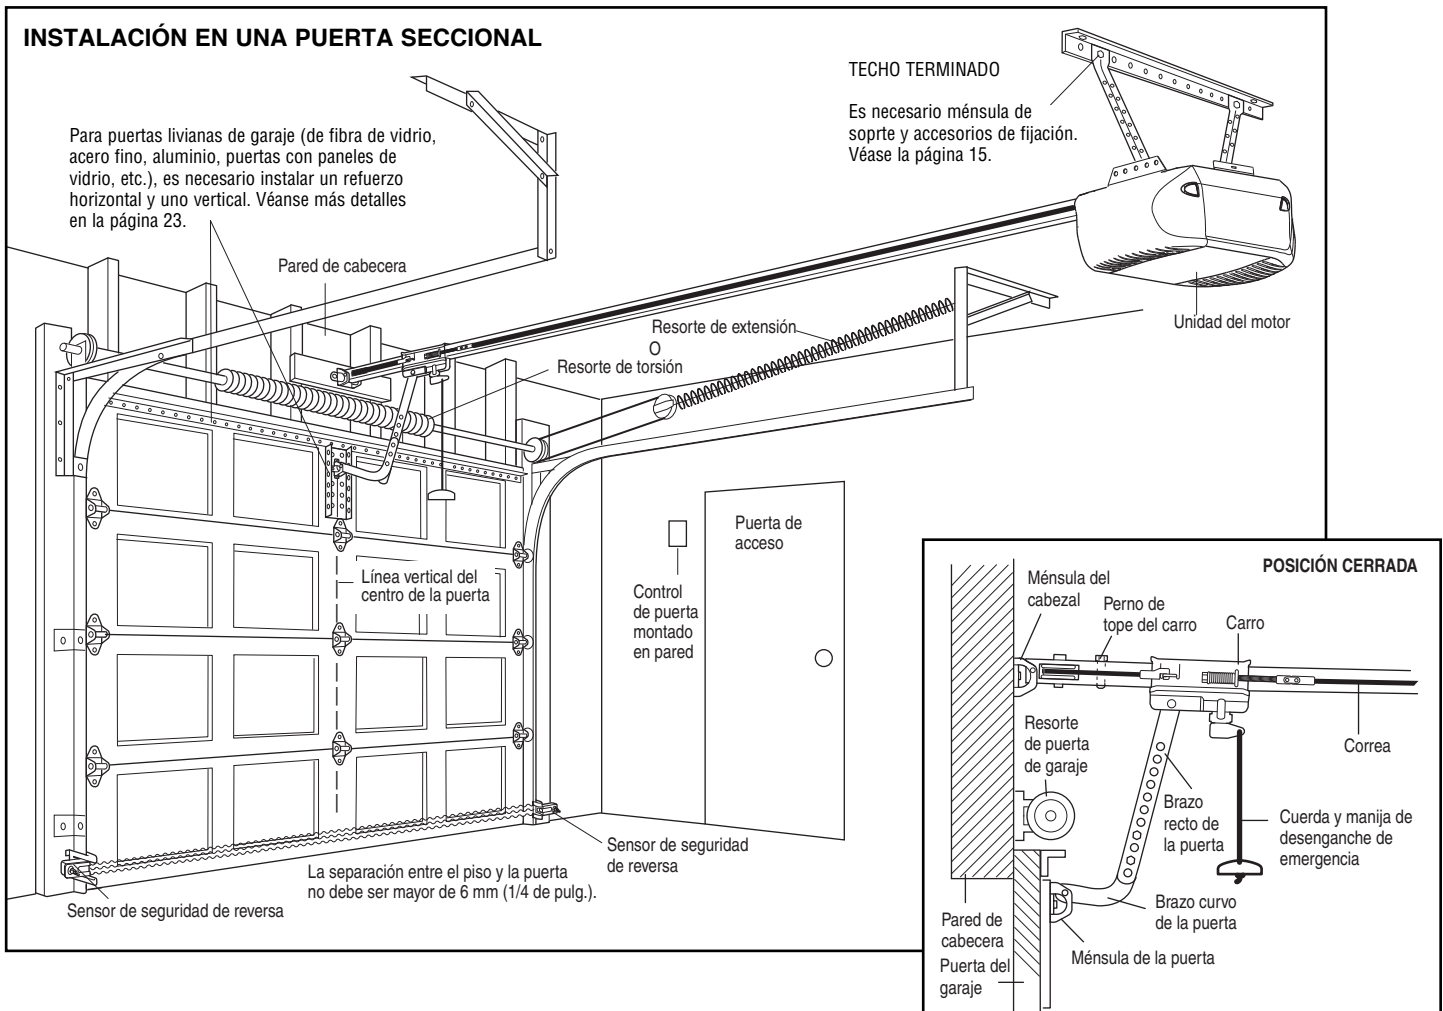 INSTALACIÓN EN UNA PUERTA SECCIONAL
TECHO TERMINADO
Es necesario ménsula de
soprte y accesorios de fijación.
Véase la página 15.
Para puertas livianas de garaje (de fibra de vidrio,
acero fino, aluminio, puertas con paneles de
vidrio, etc.), es necesario instalar un refuerzo
horizontal y uno vertical. Véanse más detalles
en la página 23.
Pared de cabecera
Unidad del motor
Resorte de extensión
O
Resorte de torsión
Puerta de
acceso
Línea vertical del
centro de la puerta
Control
de puerta
montado
en pared
Sensor de seguridad
de reversa
La separación entre el piso y la puerta
no debe ser mayor de 6 mm (1/4 de pulg.).
Sensor de seguridad de reversa
POSICIÓN CERRADA
Ménsula del
cabezal
Perno de
tope del carro
Carro
Resorte
de puerta
de garaje
Correa
Brazo
recto de
la puerta
Cuerda y manija de
desenganche de
emergencia
Brazo curvo
de la puerta
Pared de
cabecera
Ménsula de la puerta
Puerta del
garaje